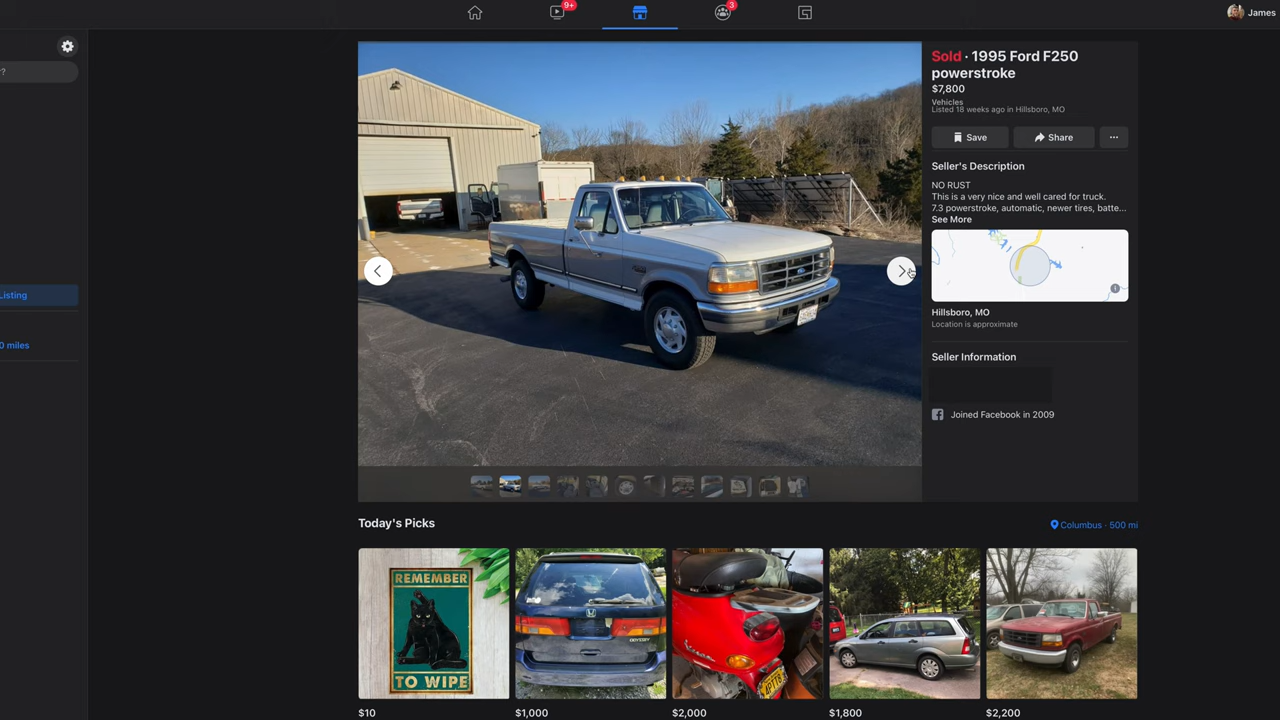 9+
3
James
?
Listing
0 miles
Sold · 1995 Ford F250
powerstroke
$7,800
Vehicles
Listed 18 weeks ago in Hillsboro, MO
Save
Share
Seller's Description
NO RUST
This is a very nice and well cared for truck.
7.3 powerstroke, automatic, newer tires, batte...
See More
Hillsboro, MO
Location is approximate
Seller Information
Joined Facebook in 2009
Today's Picks
Columbus · 500 mi
REMEMBER
TO WIPE
ODYSSEY
$10
$1,000
$2,000
$1,800
$2,200